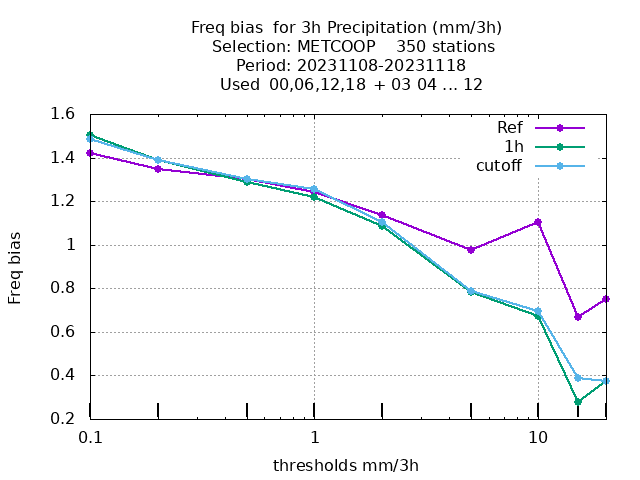 Freq bias  for 3h Precipitation (mm/3h)
Selection: METCOOP    350 stations
Period: 20231108-20231118
Used  00,06,12,18  + 03 04 ... 12
Ref
1h
cutoff
Freq bias
1.6
1.4
1.2
1
0.8
0.6
0.4
0.2
0.1
1
10
thresholds mm/3h